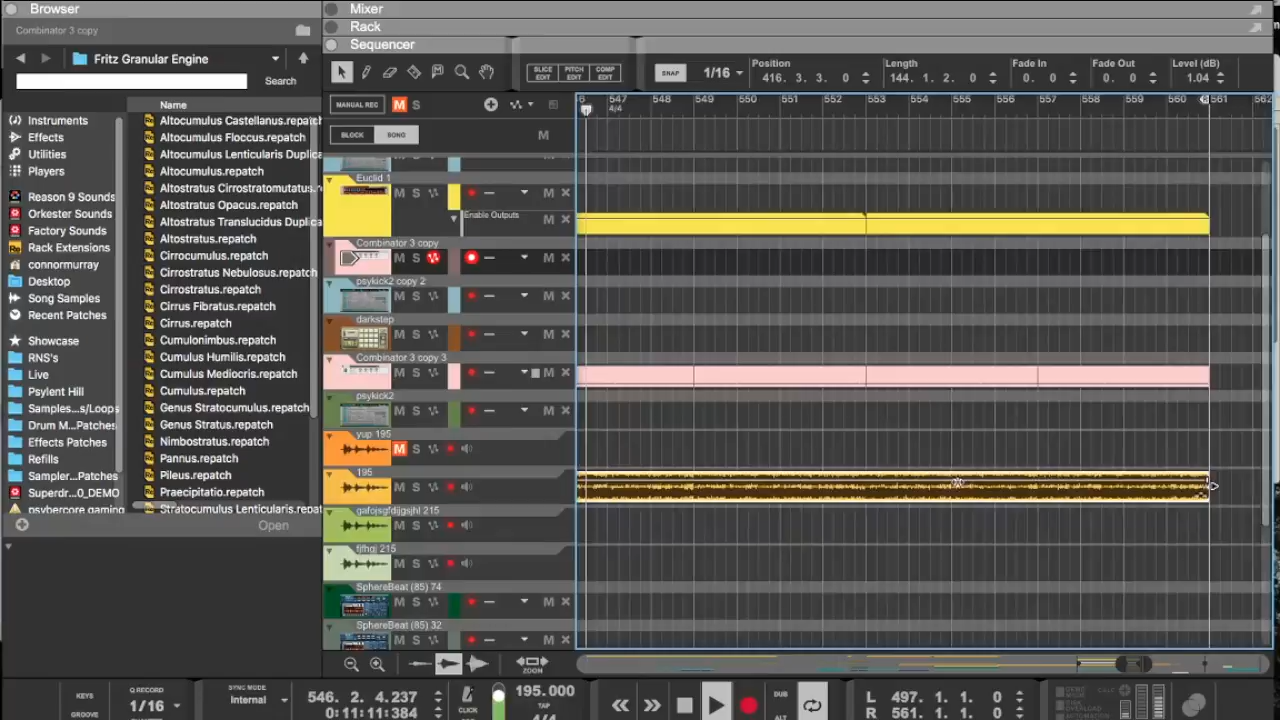 Browser
Combinator 3 copy
Fritz Granular Engine
Search
Name
Instruments
Effects
Utilities
Players
Reason 9 Sounds
Orkester Sounds
Factory Sounds
Rack Extensions
connormurray
Desktop
Song Samples
Recent Patches
Showcase
RNS's
Live
Psylent Hill
Samples...s/Loops
Drum M...Patches
Effects Patches
Refills
Sampler...Patches
Superdr...0_DEMO
psybercore gaming
Altocumulus Castellanus.repatch
Altocumulus Floccus.repatch
Altocumulus Lenticularis Duplica
Altocumulus.repatch
Altostratus Cirrostratomutatus.r
Altostratus Opacus.repatch
Altostratus Translucidus Duplica
Altostratus.repatch
Cirrocumulus.repatch
Cirrostratus Nebulosus.repatch
Cirrostratus.repatch
Cirrus Fibratus.repatch
Cirrus.repatch
Cumulonimbus.repatch
Cumulus Humilis.repatch
Cumulus Mediocris.repatch
Cumulus.repatch
Genus Stratocumulus.repatch
Genus Stratus.repatch
Nimbostratus.repatch
Pannus.repatch
Pileus.repatch
Praecipitatio.repatch
Stratocumulus Lenticularis.repat
Open
Mixer
Rack
Sequencer
SLICE EDIT PITCH EDIT COMP EDIT
SNAP 1/16
Position Length Fade In Fade Out Level (dB)
416. 3. 3. 0 144. 1. 2. 0 0. 0 0. 0 1.04
MANUAL REC M S
6 547 548 549 550 551 552 553 554 555 556 557 558 559 560 561 562
4/4
BLOCK SONG M
M S M
Euclid 1
M S M
Enable Outputs M
Combinator 3 copy
M S M
psykick2 copy 2
M S M
darkstep
M S M
Combinator 3 copy 3
M S M
psykick2
M S M
yup 195
M S
195
M S
gafojsgfdijgsjhl 215
M S
fjfhgj 215
M S
SphereBeat (85) 74
M S M
SphereBeat (85) 32
M S M
ZOOM
KEYS
GROOVE
Q RECORD
1/16
SYNC MODE
Internal
546. 2. 4.237
0:11:11:384
CLICK
195.000
4/4
DUB
ALT
L 497. 1. 1. 0
R 561. 1. 1. 0
CALC